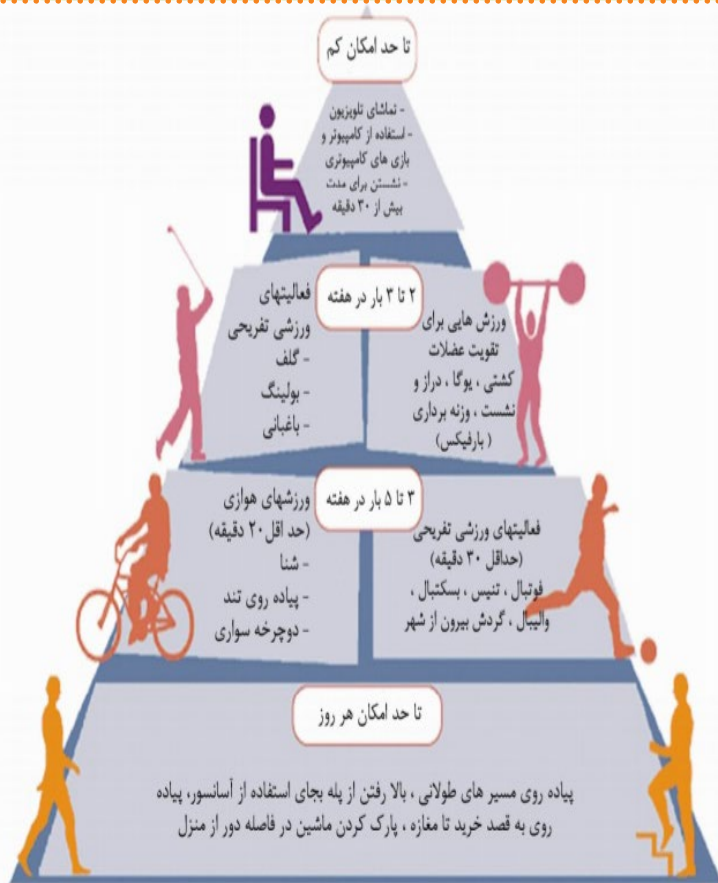 تا حد امکان کم
- تماشای تلویزیون
- استفاده از کامپیوتر و
بازی های کامپیوتری
- نشستن برای مدت
بیش از ۳۰ دقیقه
۲ تا ۳ بار در هفته
ورزش هایی برای
تقویت عضلات
کشتی ، یوگا ، دراز و
نشست ، وزنه برداری
( بارفیکس)
فعالیتهای
ورزشی تفریحی
- گلف
- بولینگ
- باغبانی
۳ تا ۵ بار در هفته
فعالیتهای ورزشی تفریحی
(حداقل ۳۰ دقیقه)
فوتبال ، تنیس ، بسکتبال ،
والیبال ، گردش بیرون از شهر
ورزشهای هوازی
(حد اقل ۲۰ دقیقه)
- شنا
- پیاده روی تند
- دوچرخه سواری
تا حد امکان هر روز
پیاده روی مسیر های طولانی ، بالا رفتن از پله بجای استفاده از آسانسور، پیاده
روی به قصد خرید تا مغازه ، پارک کردن ماشین در فاصله دور از منزل